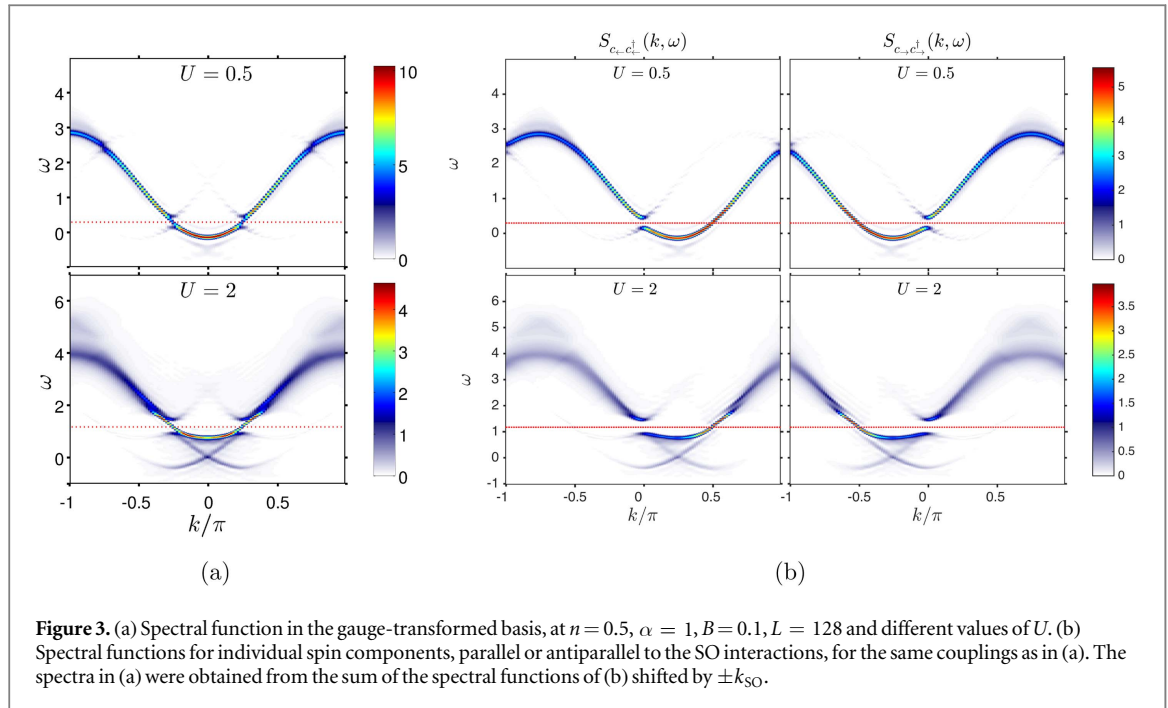 S_{c_←c_←^†}(k, ω)
S_{c_→c_→^†}(k, ω)
U = 0.5
U = 0.5
U = 0.5
4
3
2
1
0
ω
10
5
0
4
3
2
1
0
ω
5
4
3
2
1
0
U = 2
U = 2
U = 2
6
4
2
0
ω
4
3
2
1
0
6
5
4
3
2
1
0
-1
ω
3.5
3
2.5
2
1.5
1
0.5
0
-1
-0.5
0
0.5
k/π
-1
-0.5
0
0.5
k/π
-1
-0.5
0
0.5
k/π
(a)
(b)
Figure 3. (a) Spectral function in the gauge-transformed basis, at n = 0.5, α = 1, B = 0.1, L = 128 and different values of U. (b)
Spectral functions for individual spin components, parallel or antiparallel to the SO interactions, for the same couplings as in (a). The
spectra in (a) were obtained from the sum of the spectral functions of (b) shifted by ±k_SO.